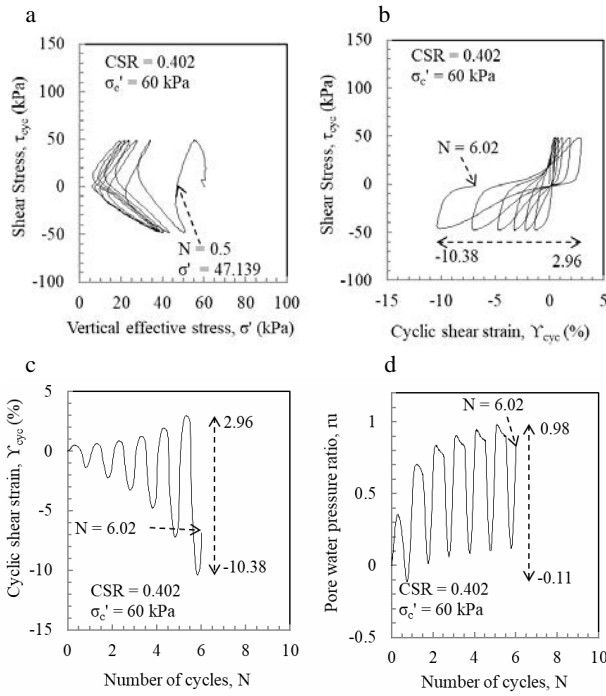 a
150
100
50
0
-50
-100
Shear Stress, τcyc (kPa)
CSR = 0.402
σc' = 60 kPa
N = 0.5
σ' = 47.139
0 20 40 60 80 100
Vertical effective stress, σ' (kPa)
b
150
100
50
0
-50
-100
Shear Stress, τcyc (kPa)
CSR = 0.402
σc' = 60 kPa
N = 6.02
-10.38 2.96
-15 -10 -5 0 5
Cyclic shear strain, ϒcyc (%)
c
5
0
-5
-10
-15
Cyclic shear strain, ϒcyc (%)
2.96
N = 6.02
-10.38
CSR = 0.402
σc' = 60 kPa
0 2 4 6 8 10
Number of cycles, N
d
1
0.5
0
-0.5
Pore water pressure ratio, ru
N = 6.02
0.98
-0.11
CSR = 0.402
σc' = 60 kPa
0 2 4 6 8 10
Number of cycles, N